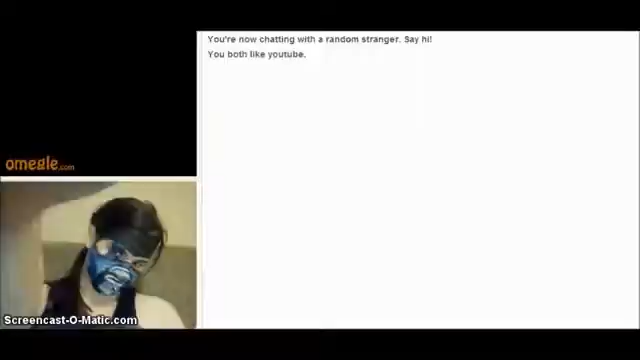 You're now chatting with a random stranger. Say hi!
You both like youtube.
omegle.com
Screencast-O-Matic.com